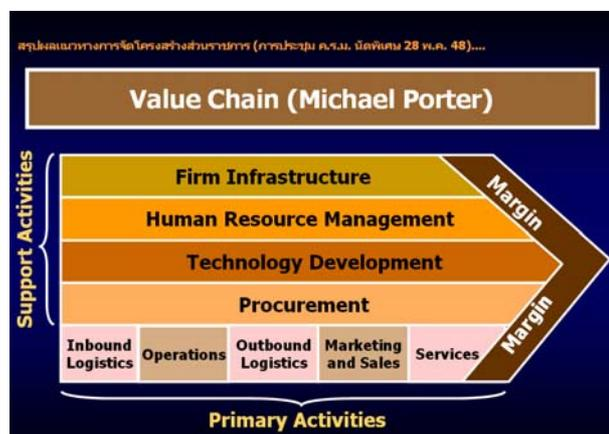 สรุปผลแนวทางการจัดโครงสร้างส่วนราชการ (การประชุม ค.ร.ม. นัดพิเศษ 28 พ.ค. 48)....
Value Chain (Michael Porter)
Support Activities
Firm Infrastructure
Human Resource Management
Technology Development
Procurement
Margin
Margin
Inbound
Logistics
Operations
Outbound
Logistics
Marketing
and Sales
Services
Primary Activities